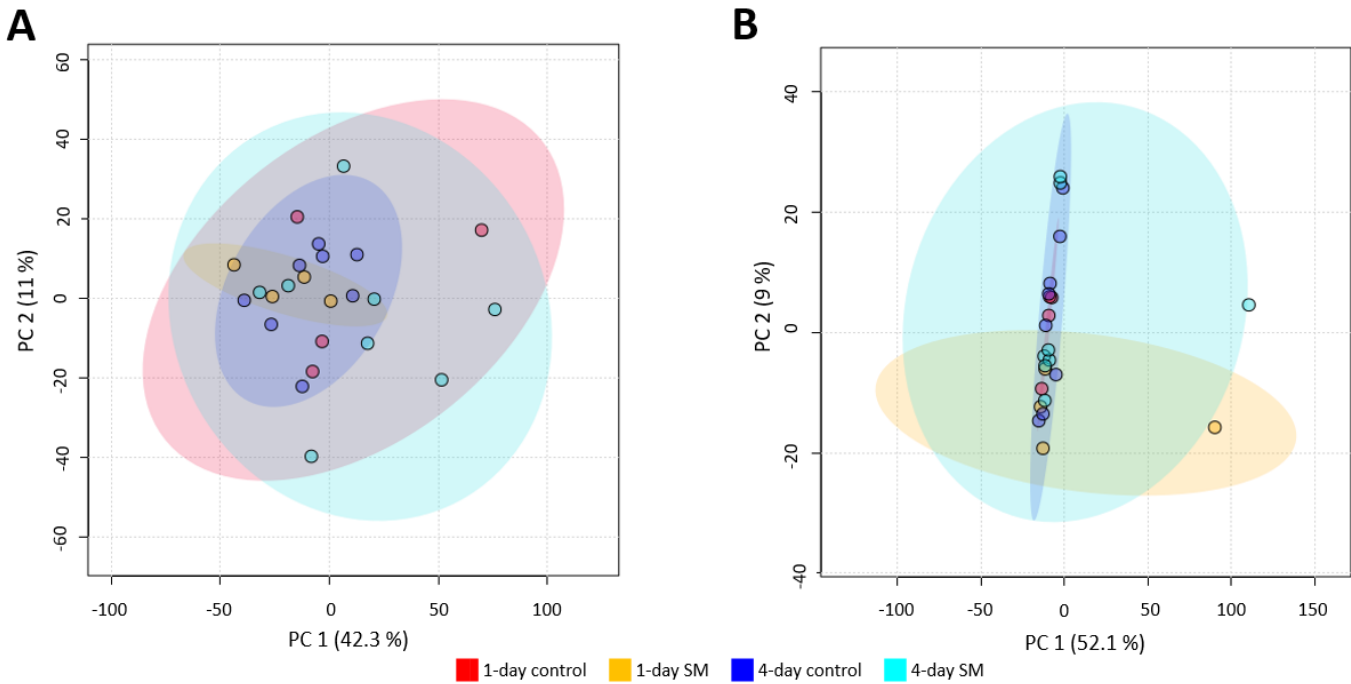 A
B
60
40
20
0
20
-40
-60
PC 2 (11 %)
-100
-50
0
50
100
PC 1 (42.3 %)
40
20
0
-20
-40
PC 2 (9 %)
-100
-50
0
50
100
150
PC 1 (52.1 %)
1-day control
1-day SM
4-day control
4-day SM